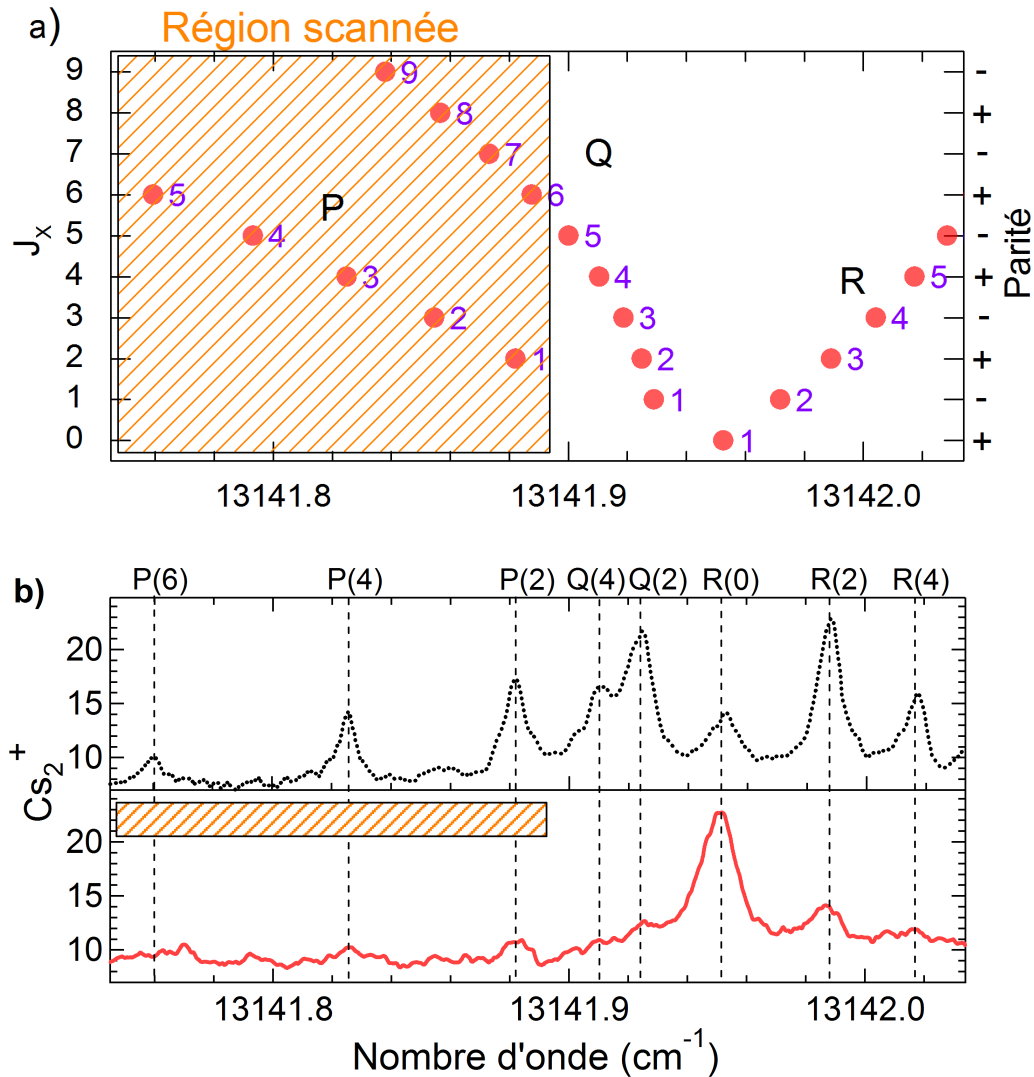 a) Région scannée
9 9 -
8 8 +
7 7 Q -
6 5 P 6 +
5 4 5 -
4 3 4 R 5 +
3 2 3 4 -
2 1 2 3 +
1 1 2 -
0 1 +
J_X
Parité
13141.8 13141.9 13142.0
b) P(6) P(4) P(2) Q(4) Q(2) R(0) R(2) R(4)
20
15
10
Cs₂⁺
20
15
10
13141.8 13141.9 13142.0
Nombre d'onde (cm⁻¹)